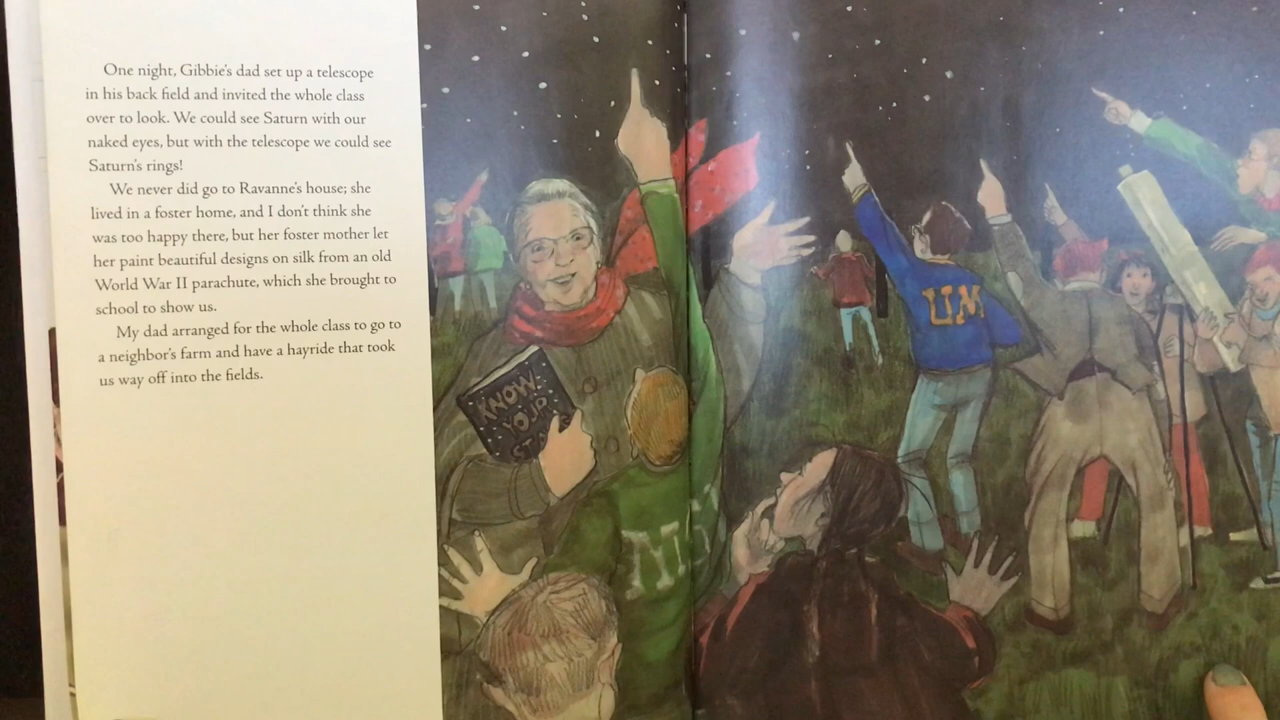 One night, Gibbie's dad set up a telescope
in his back field and invited the whole class
over to look. We could see Saturn with our
naked eyes, but with the telescope we could see
Saturn's rings!
We never did go to Ravanne's house; she
lived in a foster home, and I don't think she
was too happy there, but her foster mother let
her paint beautiful designs on silk from an old
World War II parachute, which she brought to
school to show us.
My dad arranged for the whole class to go to
a neighbor's farm and have a hayride that took
us way off into the fields.
KNOW
YOUR
UM